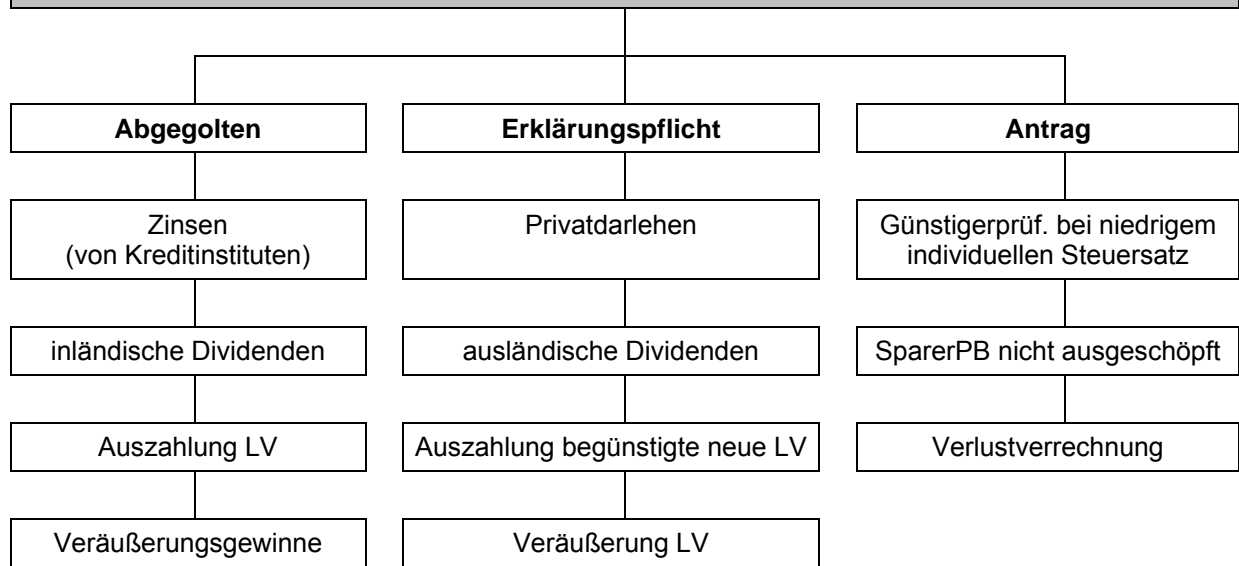 Abgegolten
Zinsen
(von Kreditinstituten)
inländische Dividenden
Auszahlung LV
Veräußerungsgewinne
Erklärungspflicht
Privatdarlehen
ausländische Dividenden
Auszahlung begünstigte neue LV
Veräußerung LV
Antrag
Günstigerprüf. bei niedrigem
individuellen Steuersatz
SparerPB nicht ausgeschöpft
Verlustverrechnung